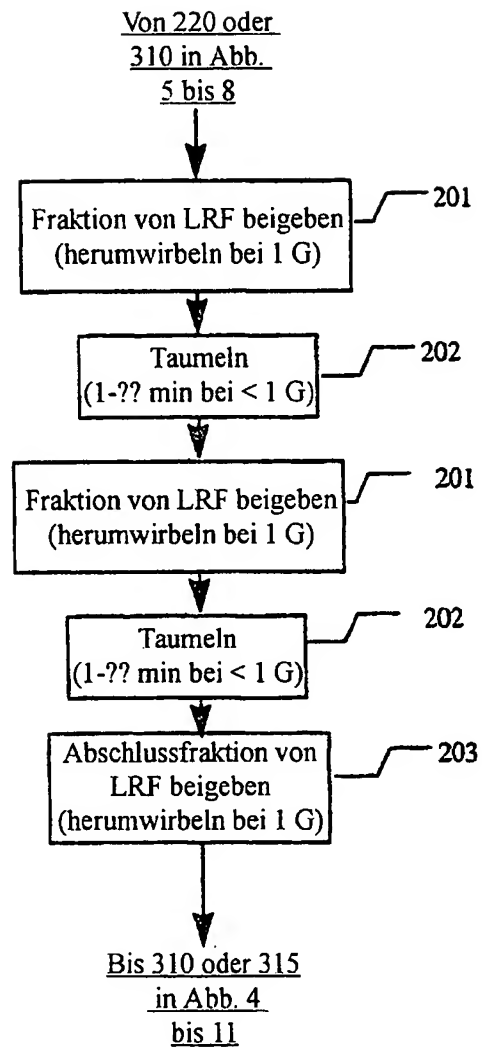 Von 220 oder
310 in Abb.
5 bis 8
Fraktion von LRF beigeben
(herumwirbeln bei 1 G)
201
Taumeln
(1-?? min bei < 1 G)
202
Fraktion von LRF beigeben
(herumwirbeln bei 1 G)
201
Taumeln
(1-?? min bei < 1 G)
202
Abschlussfraktion von
LRF beigeben
(herumwirbeln bei 1 G)
203
Bis 310 oder 315
in Abb. 4
bis 11